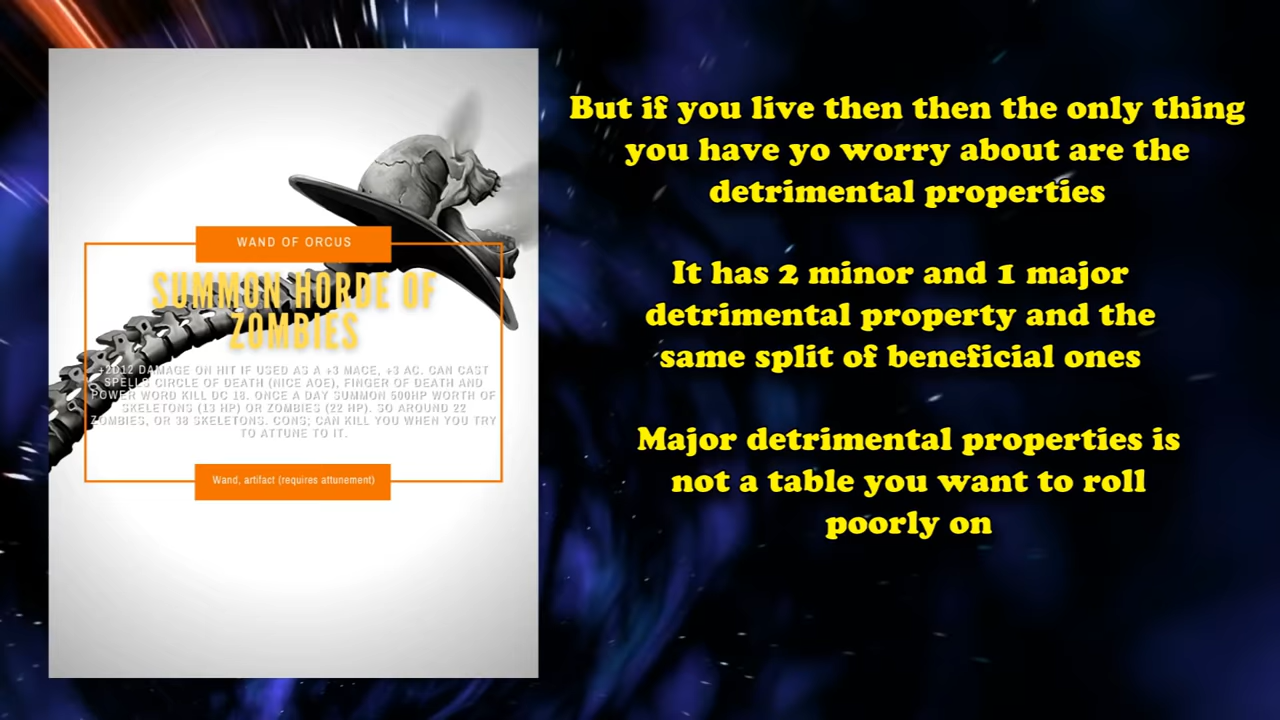 WAND OF ORCUS
SUMMON HORDE OF
ZOMBIES
+2D12 DAMAGE ON HIT IF USED AS A +3 MACE, +3 AC. CAN CAST
SPELLS CIRCLE OF DEATH (NICE AOE), FINGER OF DEATH AND
POWER WORD KILL DC 18. ONCE A DAY SUMMON 500HP WORTH OF
SKELETONS (13 HP) OR ZOMBIES (22 HP). SO AROUND 22
ZOMBIES, OR 38 SKELETONS. CONS; CAN KILL YOU WHEN YOU TRY
TO ATTUNE TO IT.
Wand, artifact (requires attunement)
But if you live then then the only thing
you have yo worry about are the
detrimental properties
It has 2 minor and 1 major
detrimental property and the
same split of beneficial ones
Major detrimental properties is
not a table you want to roll
poorly on